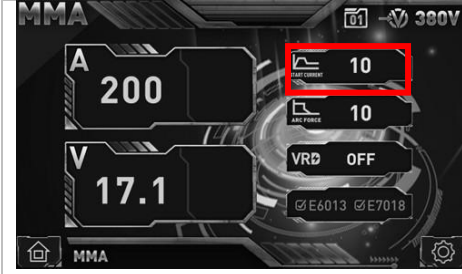 MMA
01
380V
A
200
V
17.1
START CURRENT
10
ARC FORCE
10
VRD
OFF
E6013 E7018
MMA